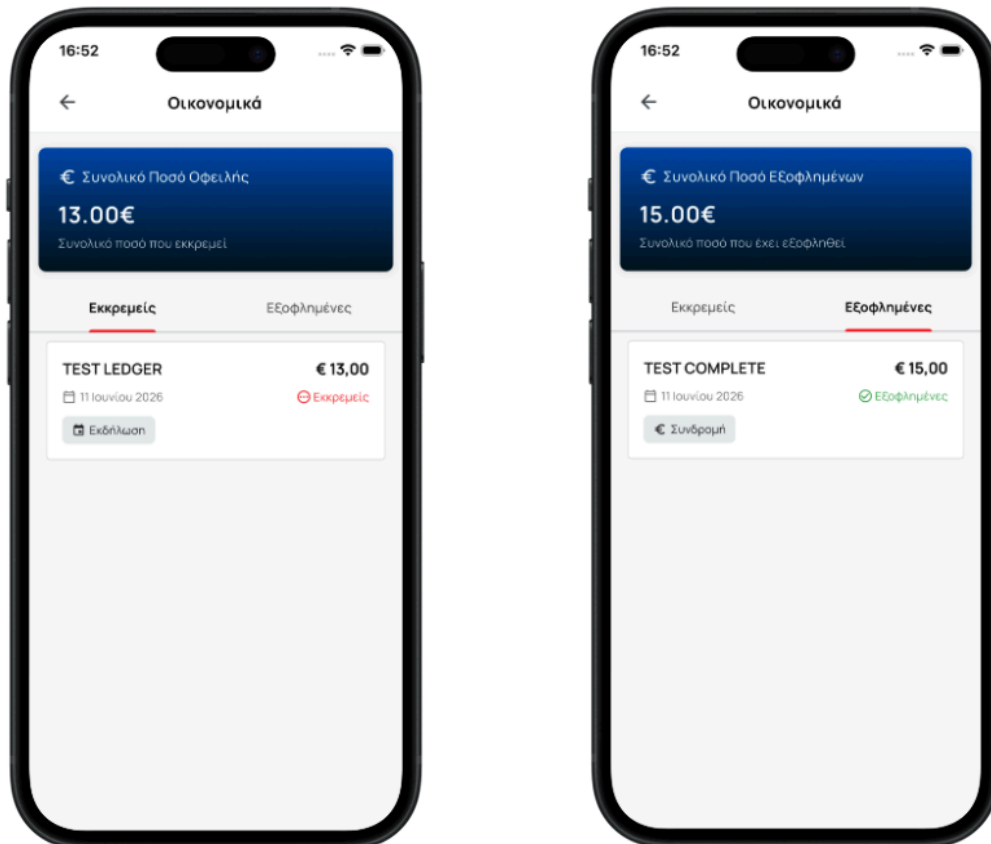 16:52
Οικονομικά
€ Συνολικό Ποσό Οφειλής
13.00€
Συνολικό ποσό που εκκρεμεί
Εκκρεμείς Εξοφλημένες
TEST LEDGER € 13,00
11 Ιουνίου 2026 Εκκρεμείς
Εκδήλωση
16:52
Οικονομικά
€ Συνολικό Ποσό Εξοφλημένων
15.00€
Συνολικό ποσό που έχει εξοφληθεί
Εκκρεμείς Εξοφλημένες
TEST COMPLETE € 15,00
11 Ιουνίου 2026 Εξοφλημένες
€ Συνδρομή